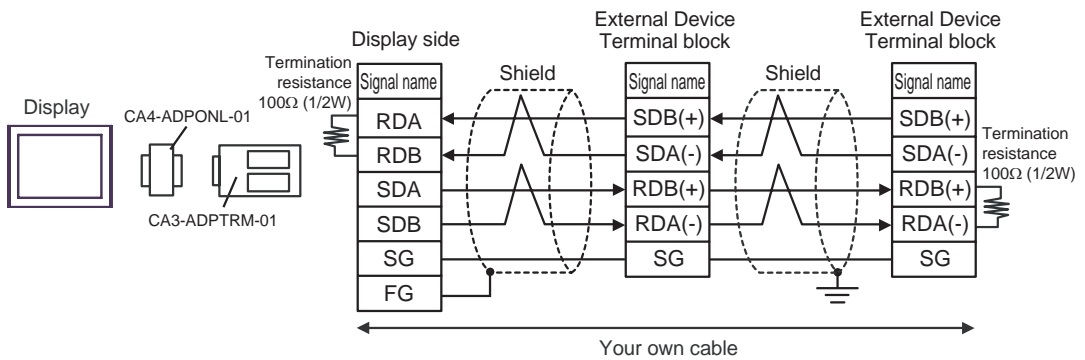 Display
CA4-ADPONL-01
CA3-ADPTRM-01
Termination
resistance
100Ω (1/2W)
Display side
Signal name
RDA
RDB
SDA
SDB
SG
FG
Shield
External Device
Terminal block
Signal name
SDB(+)
SDA(-)
RDB(+)
RDA(-)
SG
Shield
External Device
Terminal block
Signal name
SDB(+)
SDA(-)
RDB(+)
RDA(-)
SG
Termination
resistance
100Ω (1/2W)
Your own cable